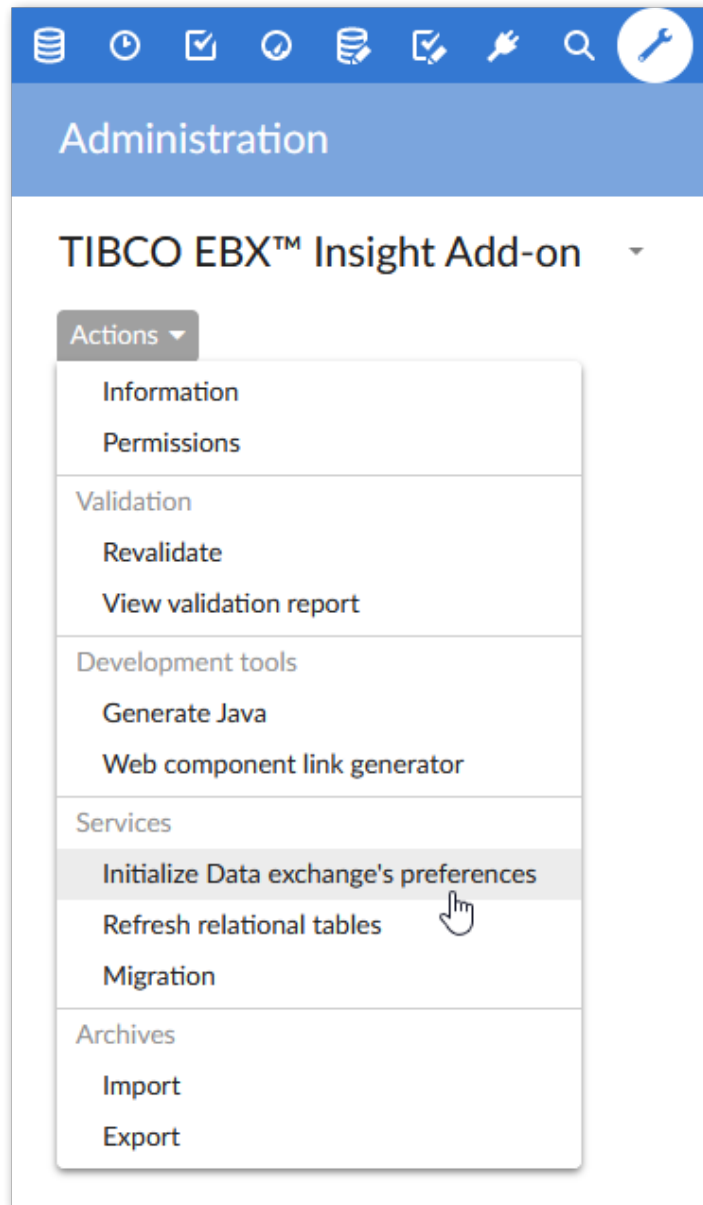 Administration
TIBCO EBX™ Insight Add-on
Actions
Information
Permissions
Validation
Revalidate
View validation report
Development tools
Generate Java
Web component link generator
Services
Initialize Data exchange's preferences
Refresh relational tables
Migration
Archives
Import
Export